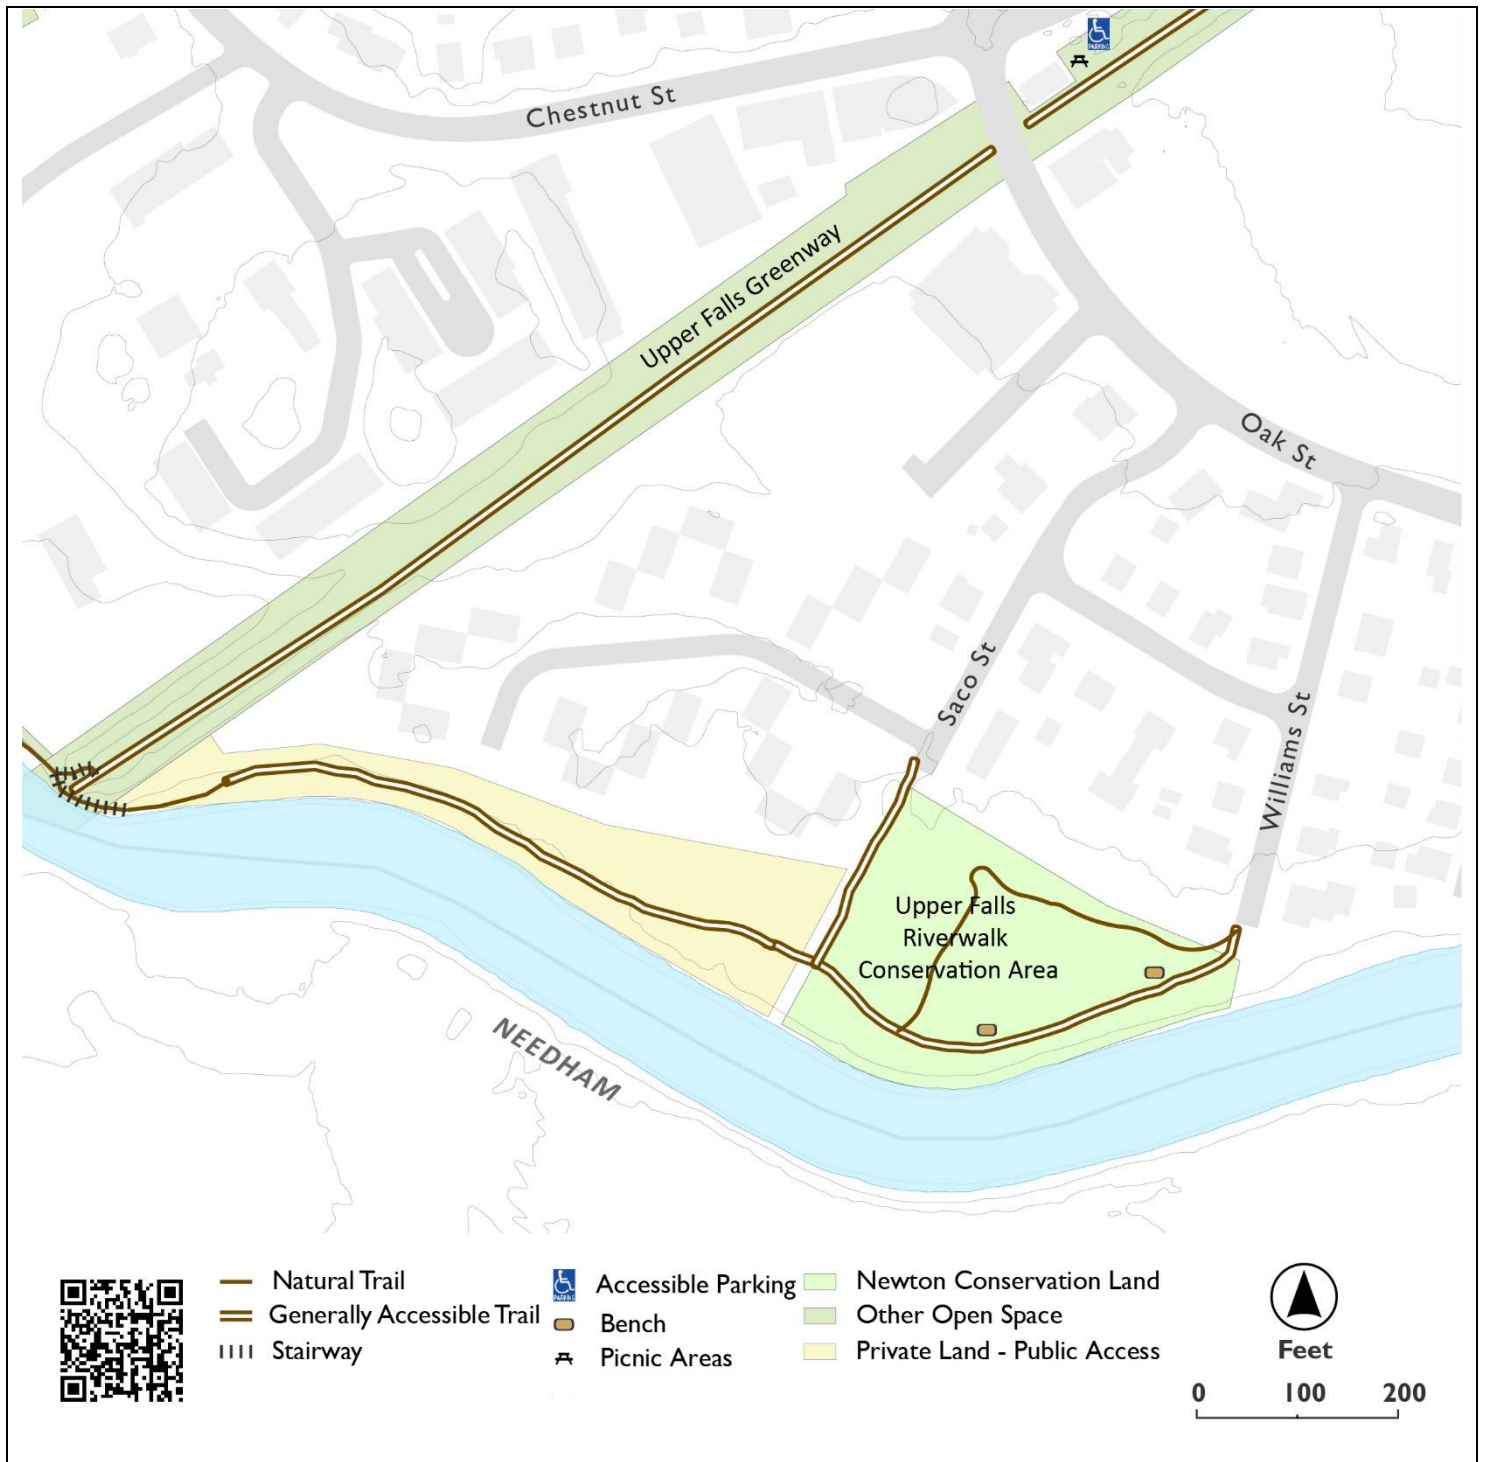 PARKING
Chestnut St
Upper Falls Greenway
Oak St
Saco St
Williams St
Upper Falls
Riverwalk
Conservation Area
NEEDHAM
Natural Trail
Generally Accessible Trail
Stairway
PARKING
Accessible Parking
Bench
Picnic Areas
Newton Conservation Land
Other Open Space
Private Land - Public Access
Feet
0 100 200